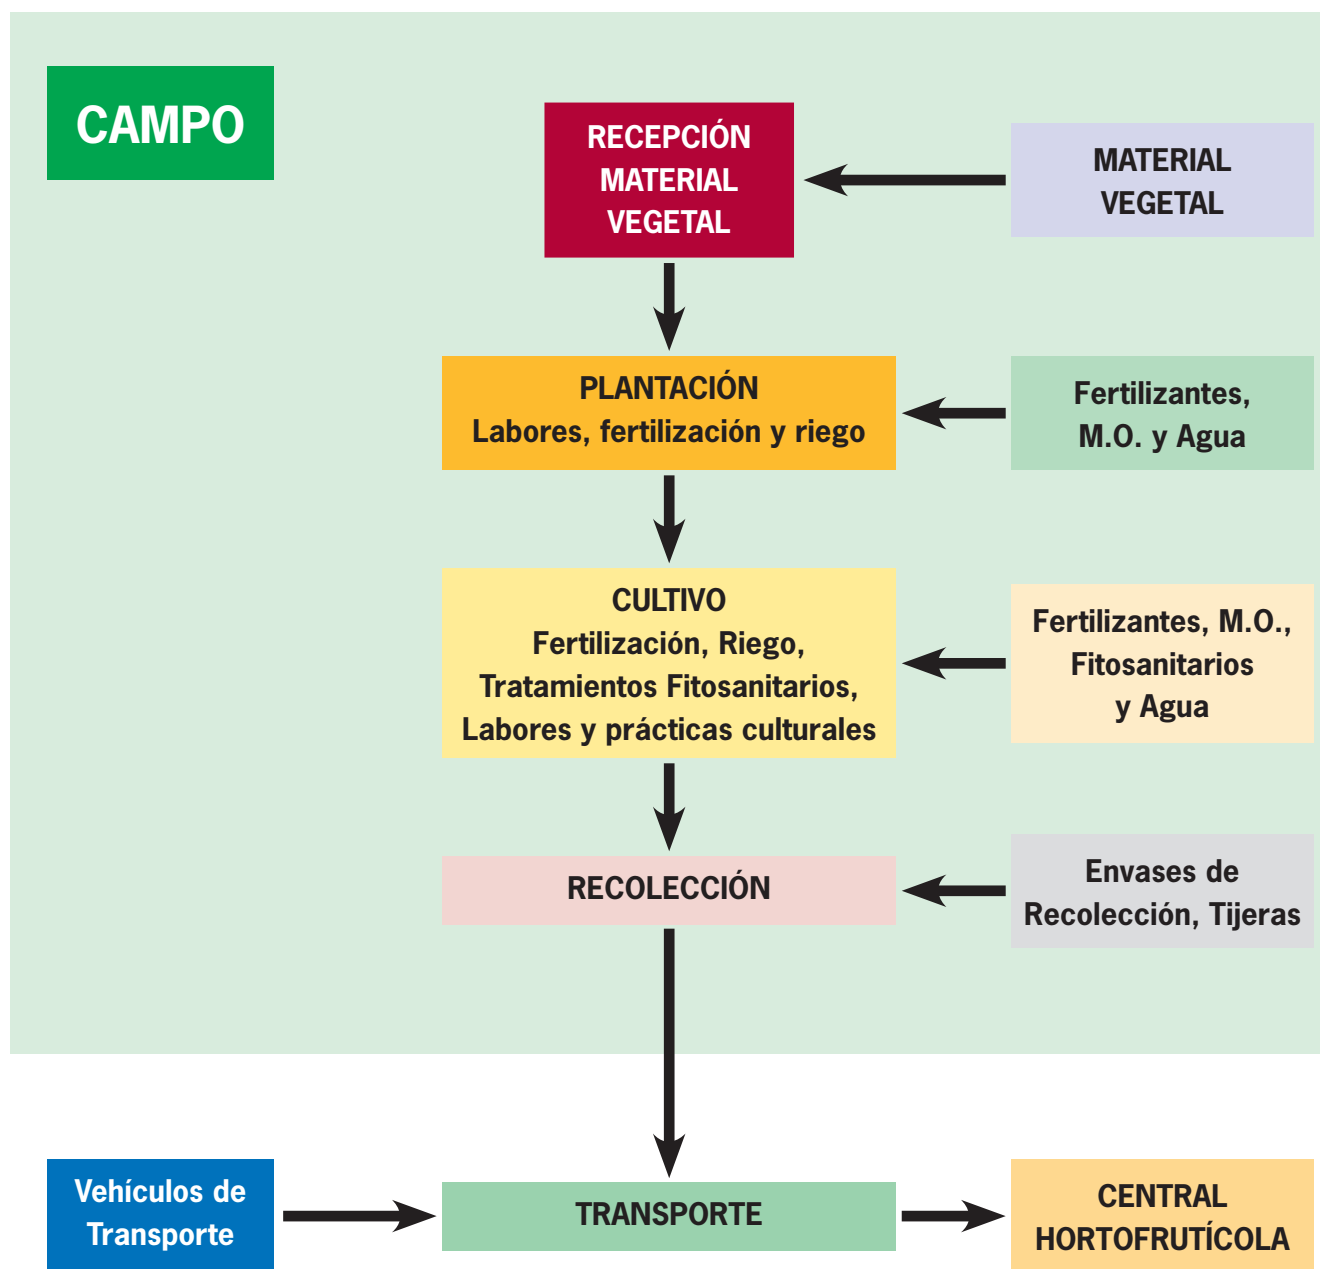 CAMPO
RECEPCIÓN
MATERIAL
VEGETAL
MATERIAL
VEGETAL
PLANTACIÓN
Labores, fertilización y riego
Fertilizantes,
M.O. y Agua
CULTIVO
Fertilización, Riego,
Tratamientos Fitosanitarios,
Labores y prácticas culturales
Fertilizantes, M.O.,
Fitosanitarios
y Agua
RECOLECCIÓN
Envases de
Recolección, Tijeras
Vehículos de
Transporte
TRANSPORTE
CENTRAL
HORTOFRUTÍCOLA